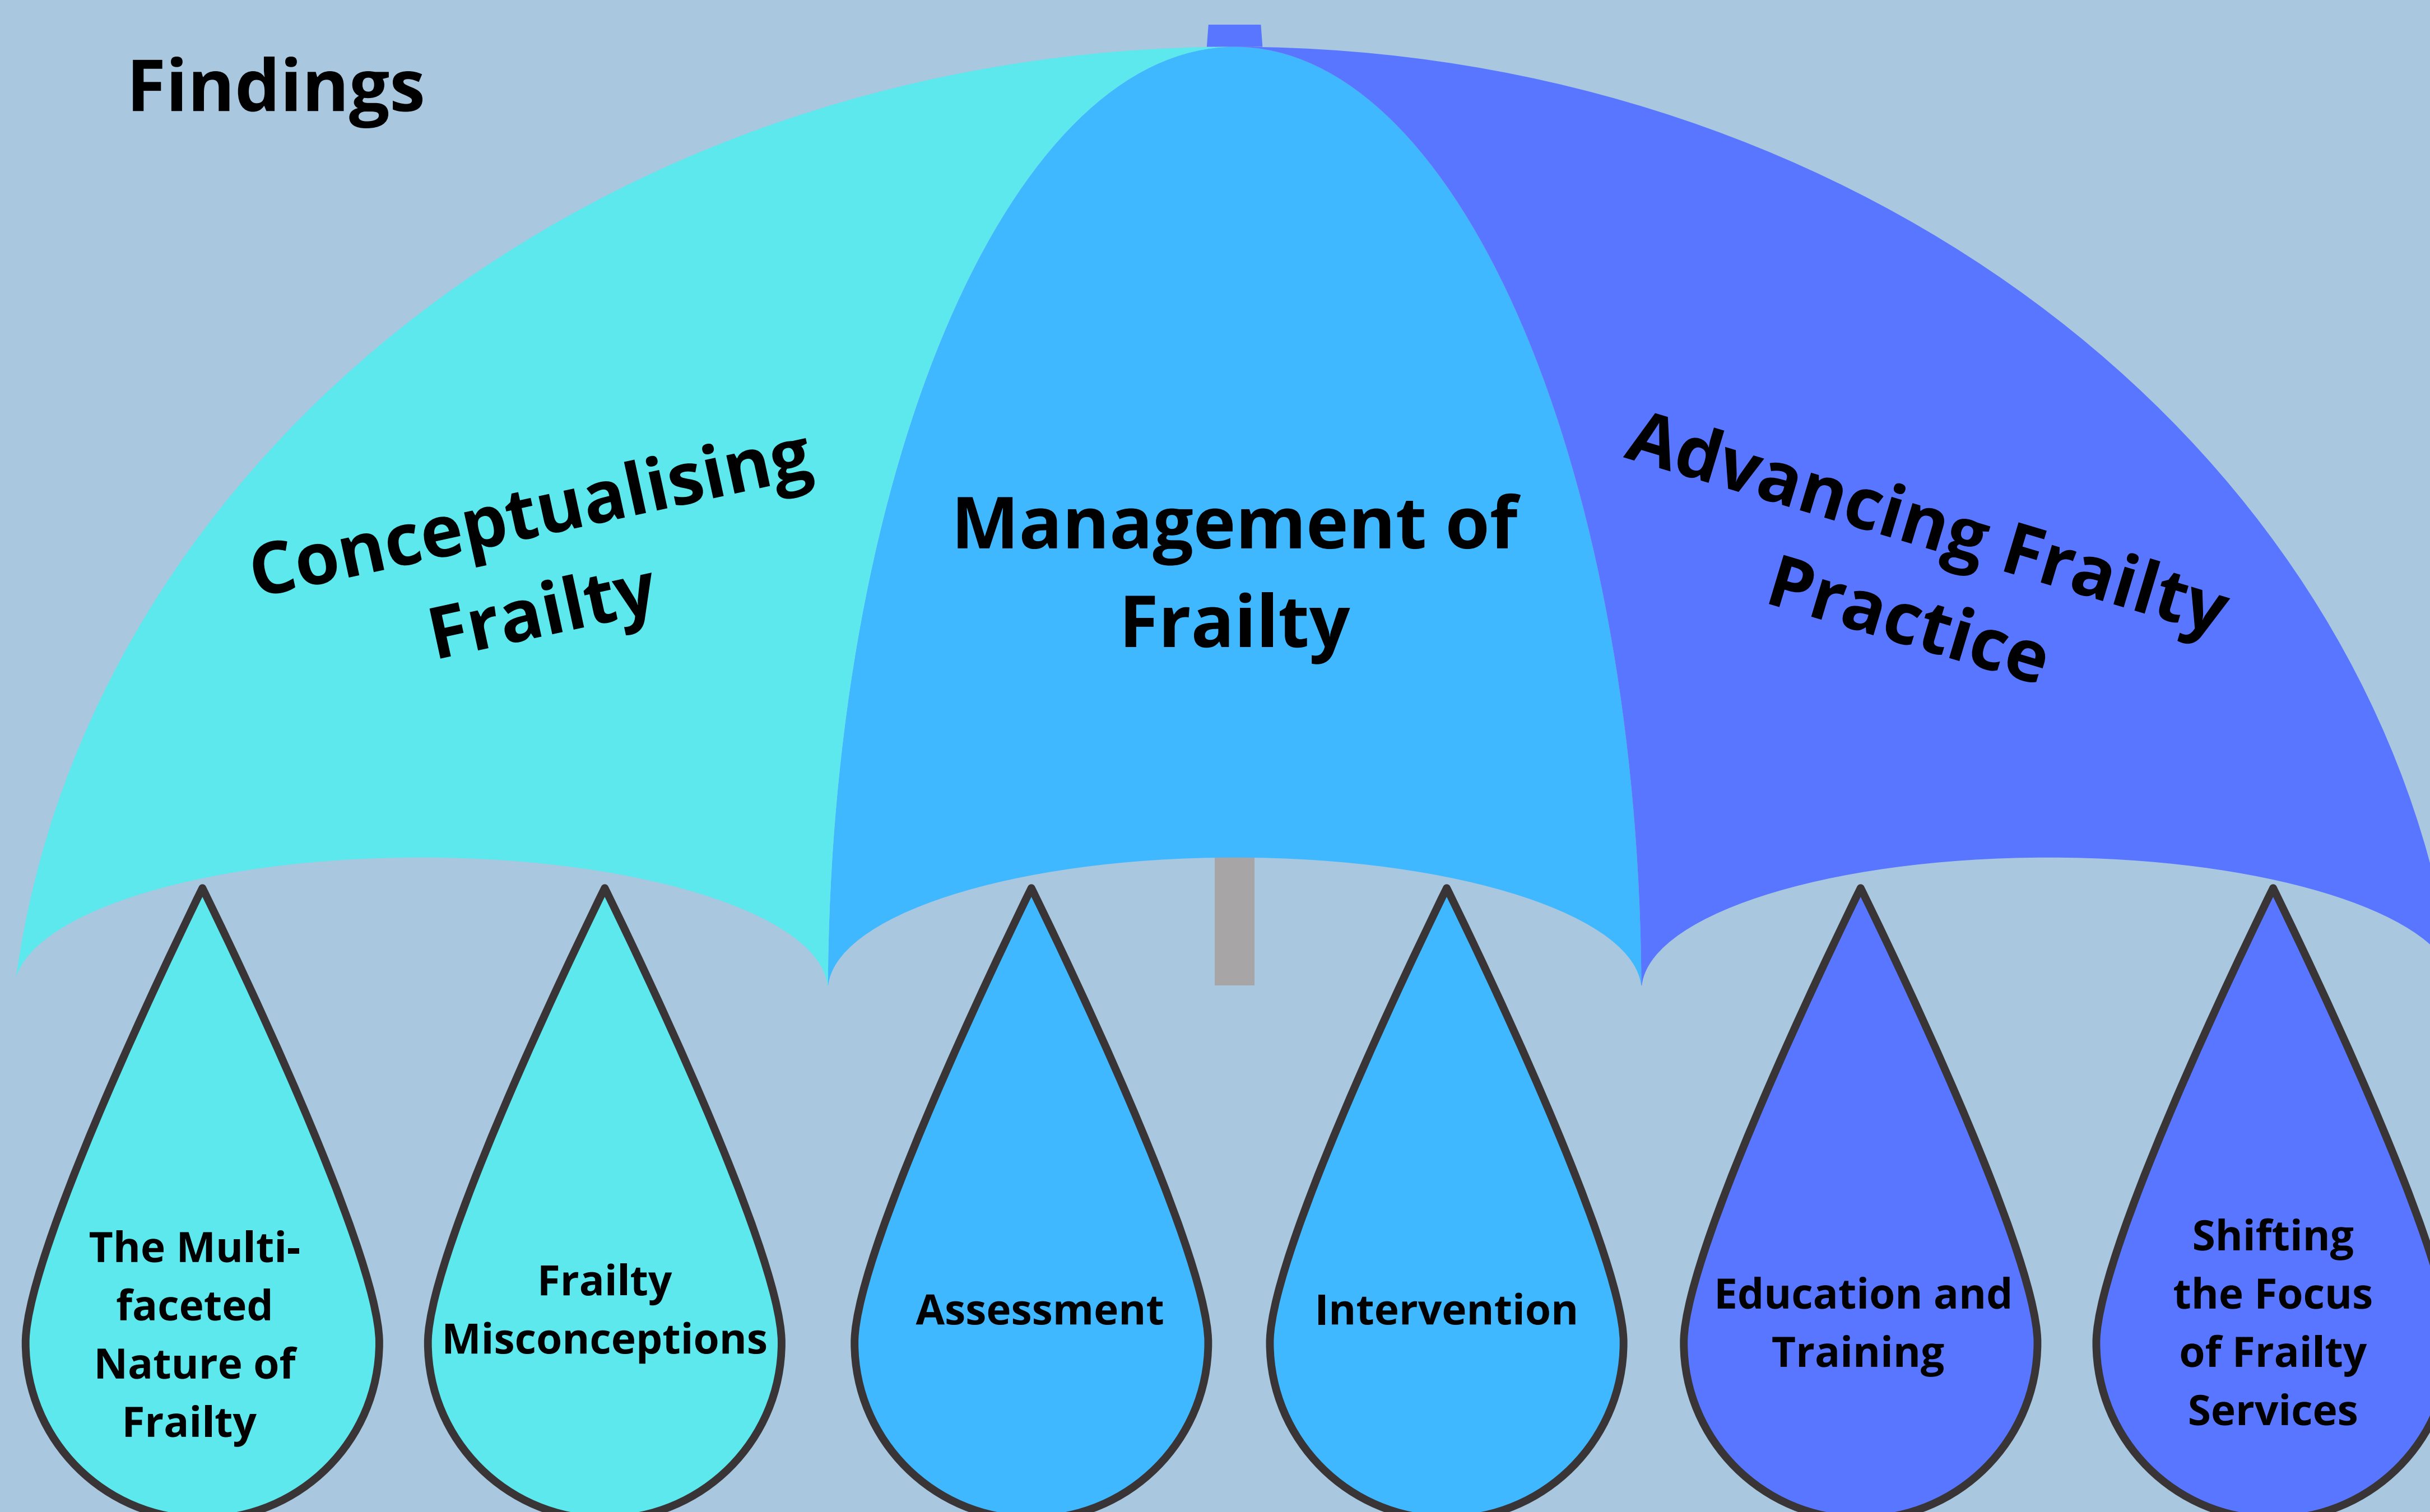 Findings
Conceptualising
Frailty
Management of
Frailty
Advancing Frailty
Practice
The Multi-
faceted
Nature of
Frailty
Frailty
Misconceptions
Assessment
Intervention
Education and
Training
Shifting
the Focus
of Frailty
Services